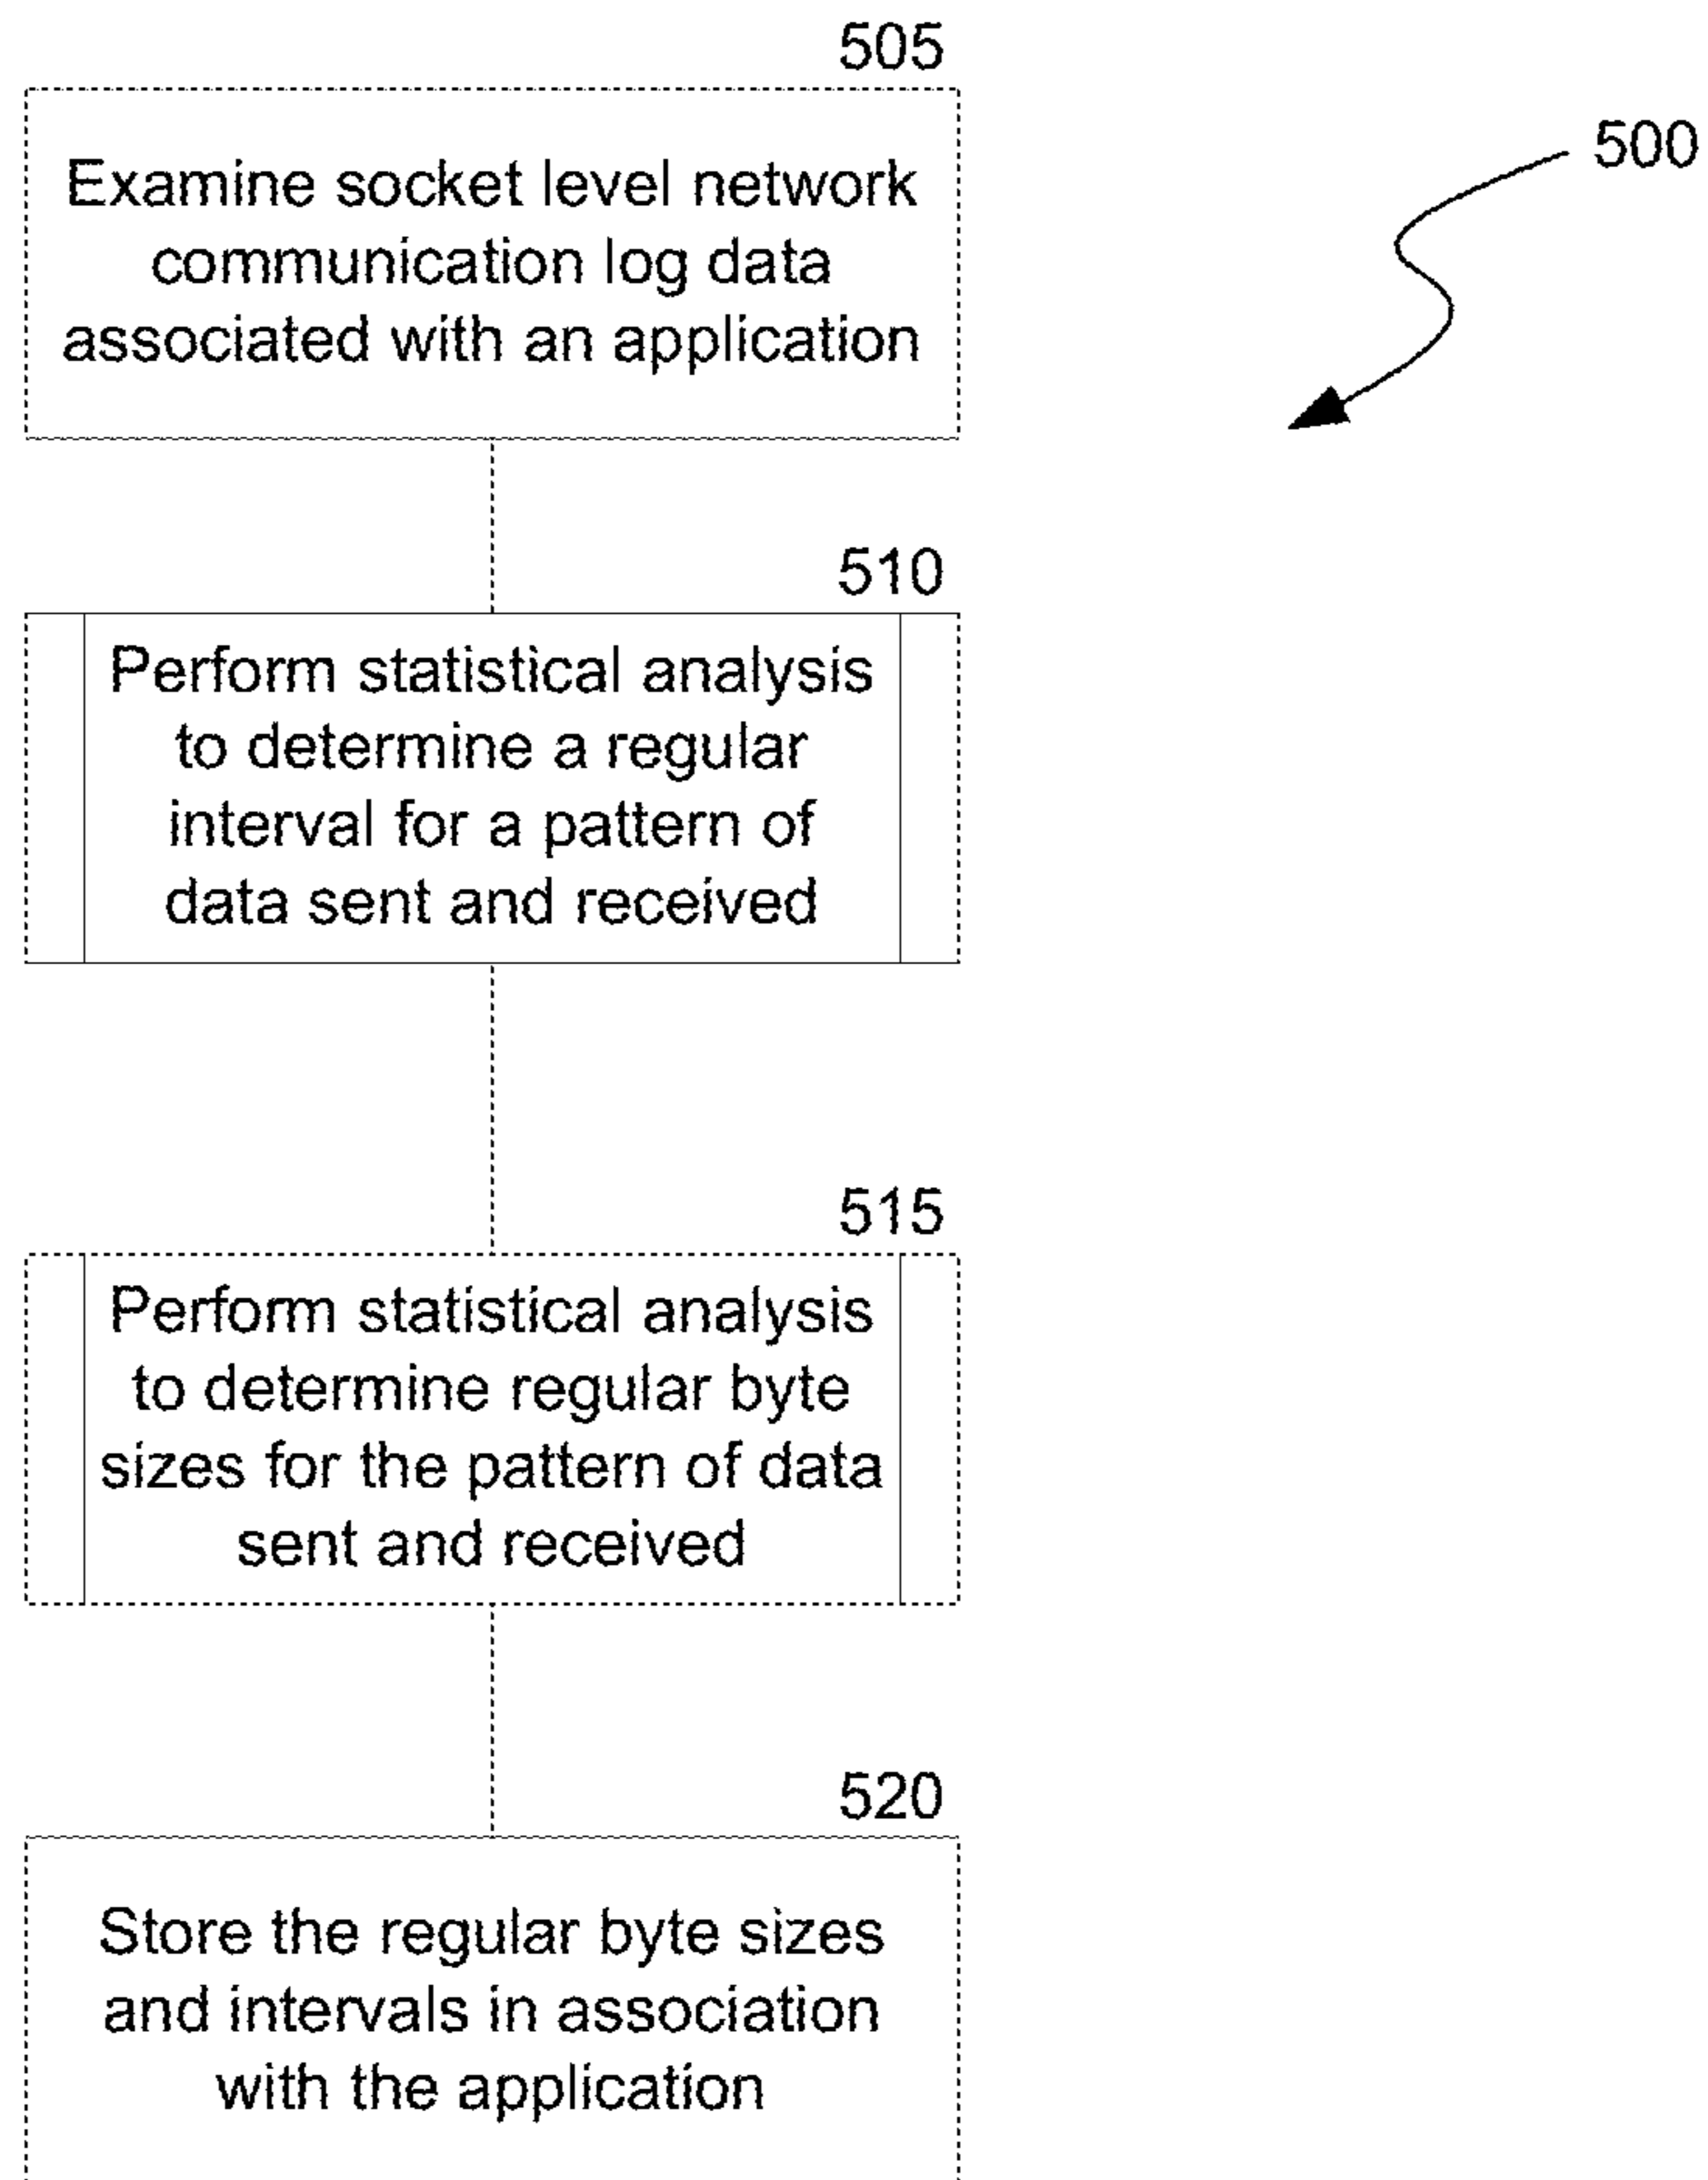 505
500
Examine socket level network
communication log data
associated with an application
510
Perform statistical analysis
to determine a regular
interval for a pattern of
data sent and received
515
Perform statistical analysis
to determine regular byte
sizes for the pattern of data
sent and received
520
Store the regular byte sizes
and intervals in association
with the application